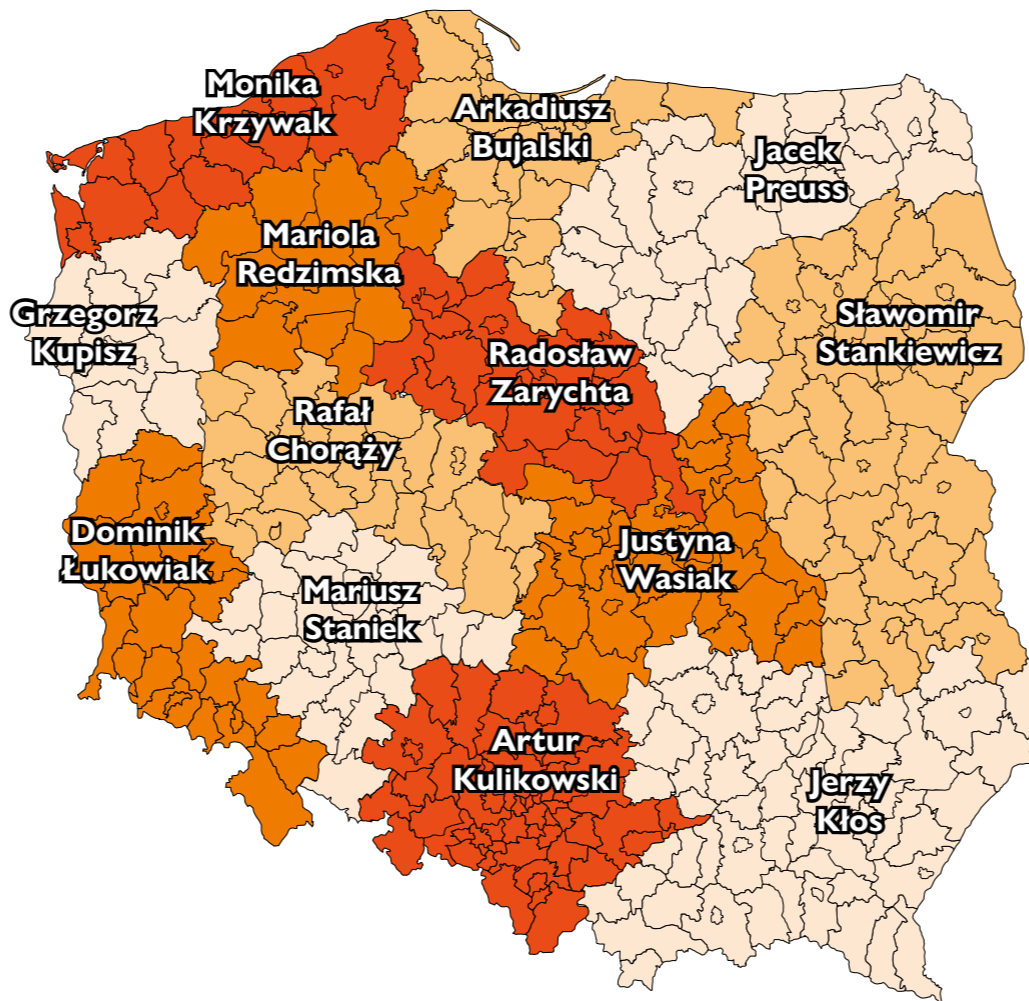 Monika
Krzywak
Arkadiusz
Bujalski
Jacek
Preuss
Mariola
Redzimska
Grzegorz
Kupisz
Sławomir
Stankiewicz
Radosław
Zarychta
Rafał
Chorąży
Dominik
Łukowiak
Justyna
Wasiak
Mariusz
Staniek
Artur
Kulikowski
Jerzy
Kłos